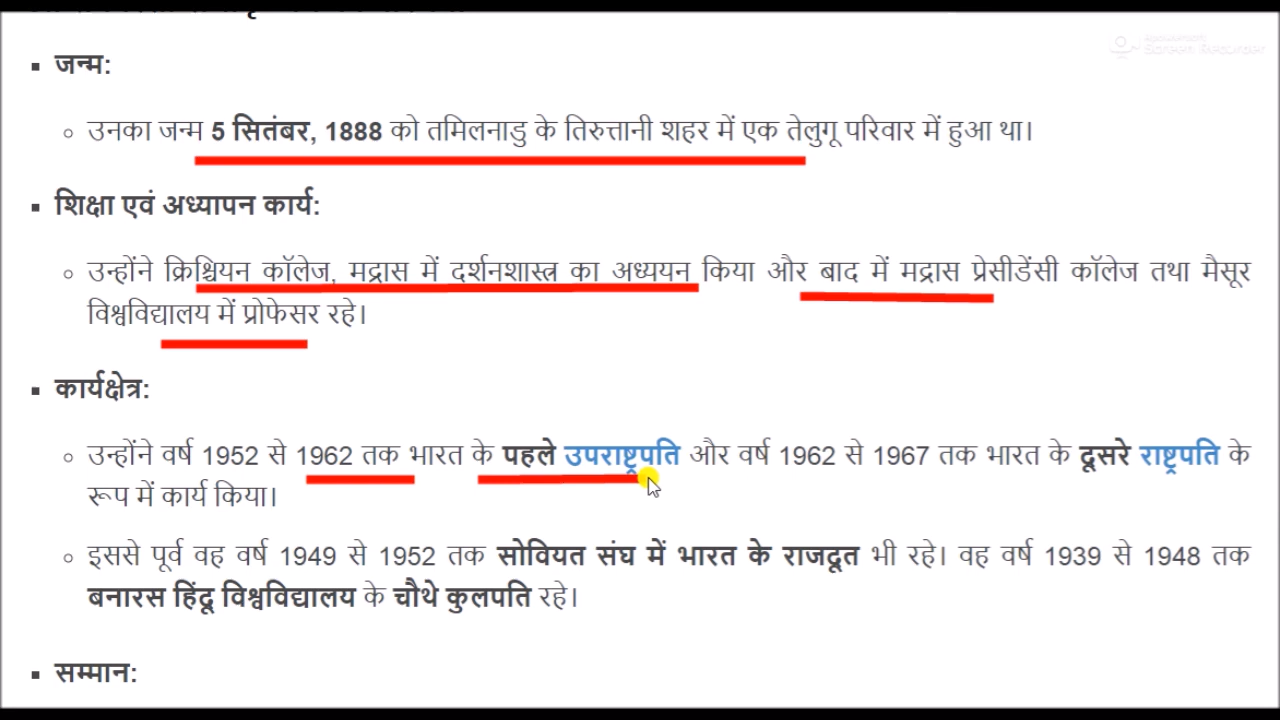 जन्म:
उनका जन्म 5 सितंबर, 1888 को तमिलनाडु के तिरुत्तानी शहर में एक तेलुगू परिवार में हुआ था।
शिक्षा एवं अध्यापन कार्य:
उन्होंने क्रिश्चियन कॉलेज, मद्रास में दर्शनशास्त्र का अध्ययन किया और बाद में मद्रास प्रेसीडेंसी कॉलेज तथा मैसूर
विश्वविद्यालय में प्रोफेसर रहे।
कार्यक्षेत्र:
उन्होंने वर्ष 1952 से 1962 तक भारत के पहले उपराष्ट्रपति और वर्ष 1962 से 1967 तक भारत के दूसरे राष्ट्रपति के
रूप में कार्य किया।
इससे पूर्व वह वर्ष 1949 से 1952 तक सोवियत संघ में भारत के राजदूत भी रहे। वह वर्ष 1939 से 1948 तक
बनारस हिंदू विश्वविद्यालय के चौथे कुलपति रहे।
सम्मान:
Screen Recorder